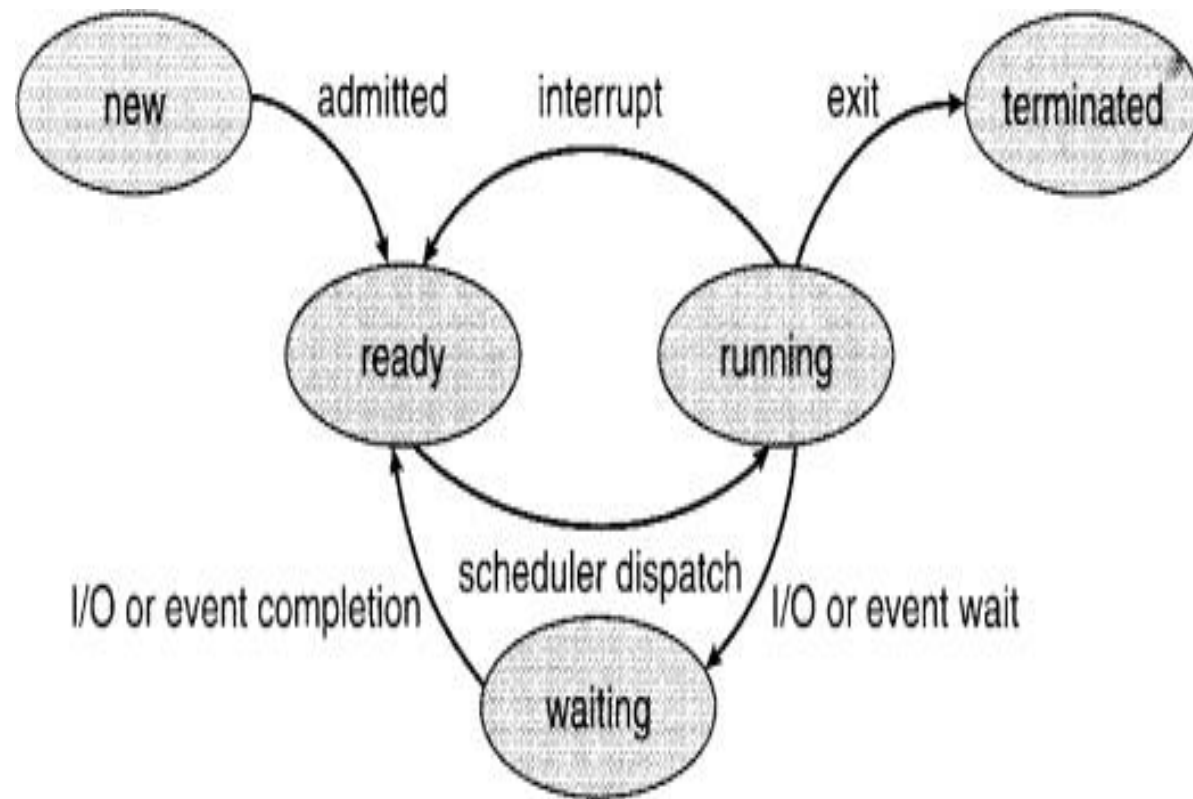 new
admitted
interrupt
exit
terminated
ready
running
scheduler dispatch
I/O or event completion
I/O or event wait
waiting